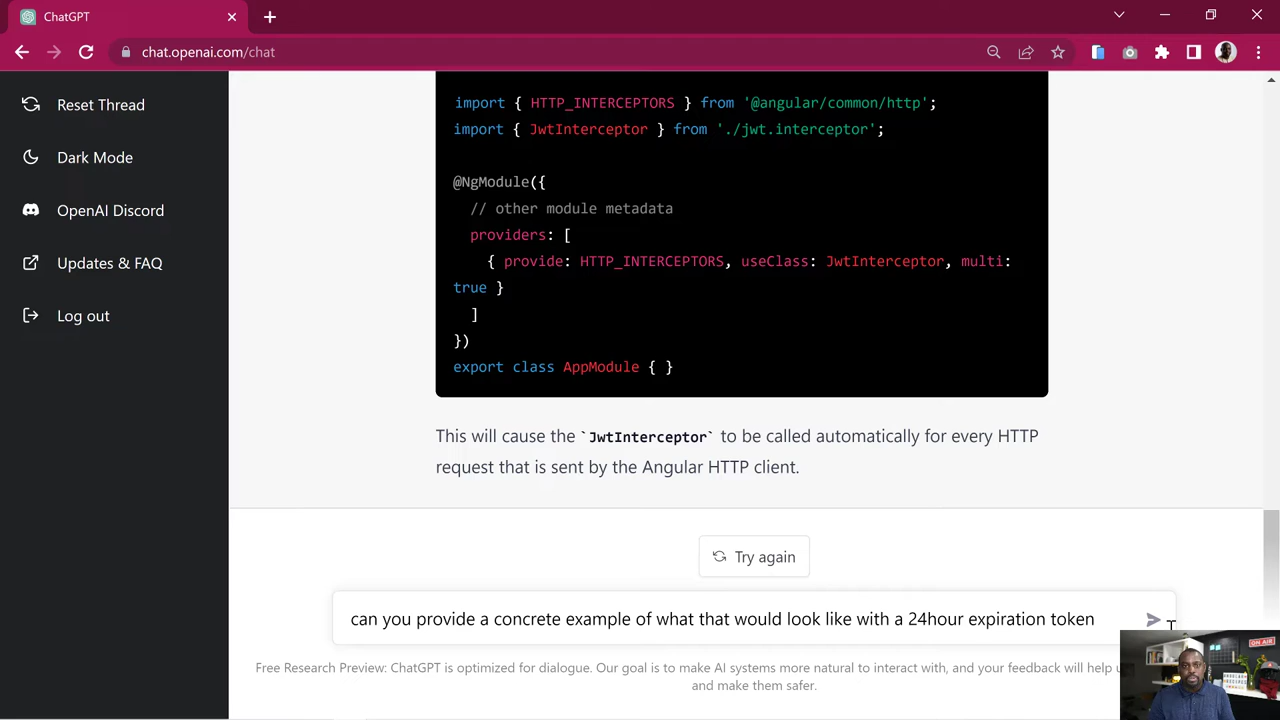 ChatGPT
chat.openai.com/chat
Reset Thread
Dark Mode
OpenAI Discord
Updates & FAQ
Log out
import { HTTP_INTERCEPTORS } from '@angular/common/http';
import { JwtInterceptor } from './jwt.interceptor';
@NgModule({
// other module metadata
providers: [
{ provide: HTTP_INTERCEPTORS, useClass: JwtInterceptor, multi:
true }
]
})
export class AppModule { }
This will cause the `JwtInterceptor` to be called automatically for every HTTP
request that is sent by the Angular HTTP client.
Try again
can you provide a concrete example of what that would look like with a 24hour expiration token
Free Research Preview: ChatGPT is optimized for dialogue. Our goal is to make AI systems more natural to interact with, and your feedback will help
and make them safer.
ON AIR